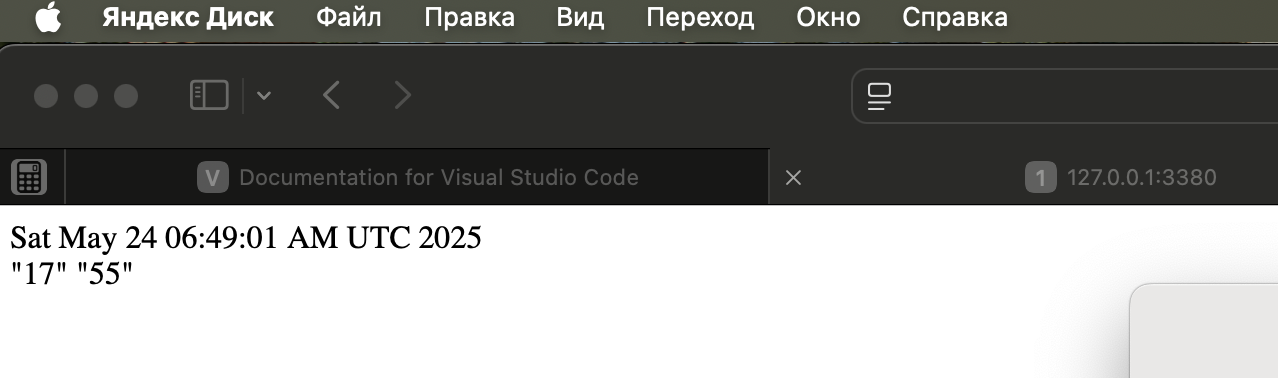 Яндекс Диск Файл Правка Вид Переход Окно Справка
V Documentation for Visual Studio Code 1 127.0.0.1:3380
Sat May 24 06:49:01 AM UTC 2025
"17" "55"